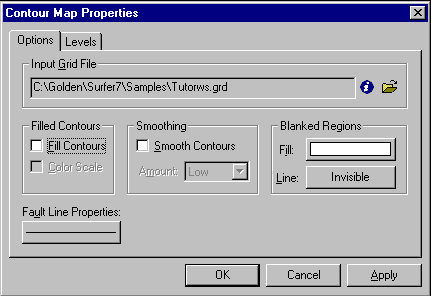 Contour Map Properties
Options Levels
Input Grid File
C:\Golden\Surfer7\Samples\Tutorws.grd
Filled Contours
Fill Contours
Color Scale
Smoothing
Smooth Contours
Amount: Low
Blanked Regions
Fill:
Line: Invisible
Fault Line Properties:
OK Cancel Apply